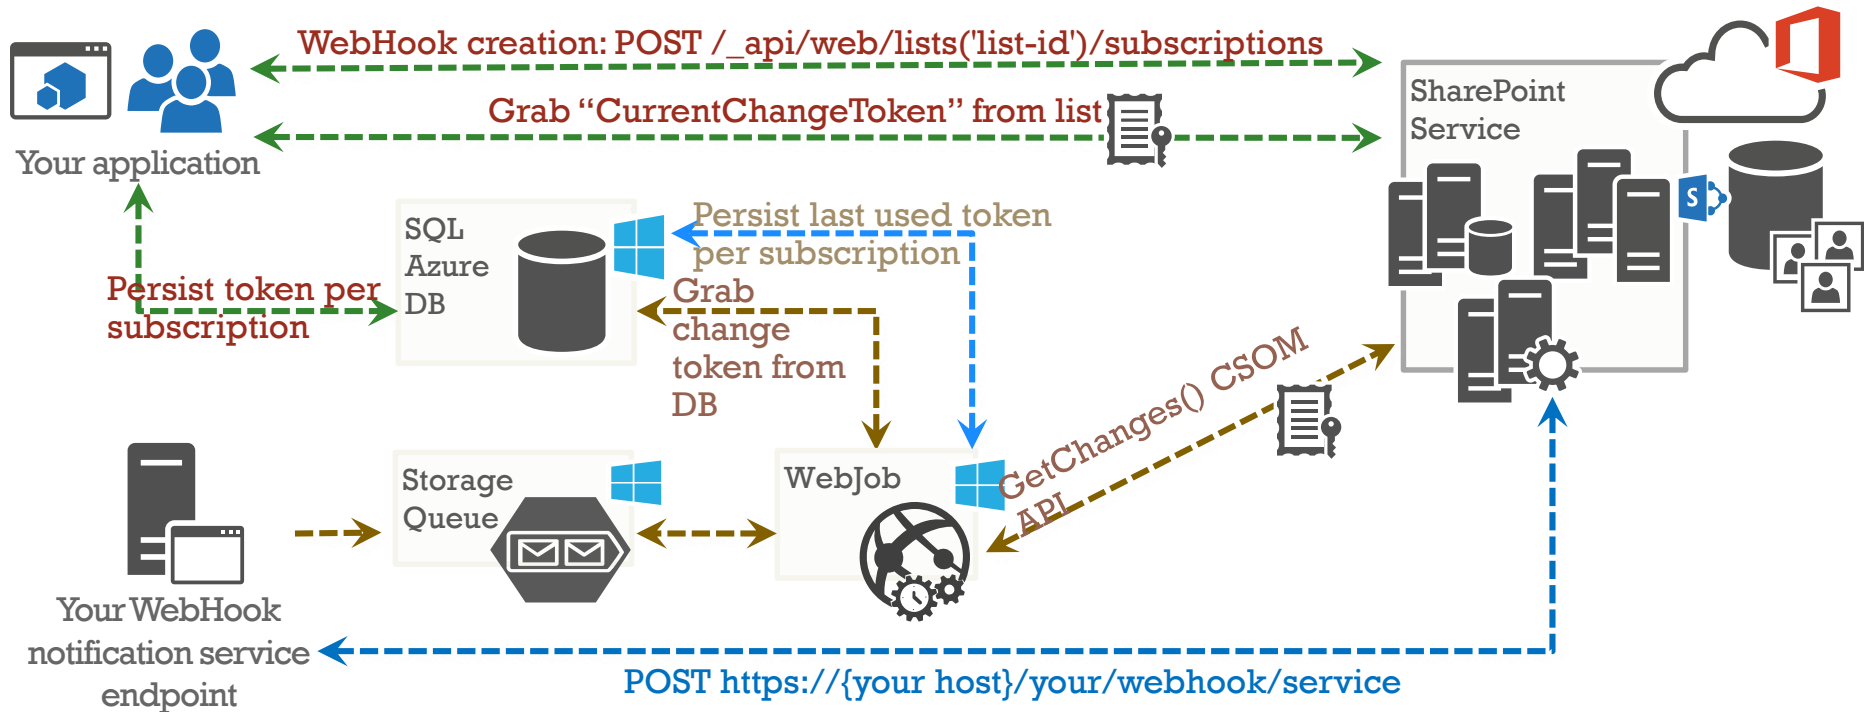 WebHook creation: POST /_api/web/lists('list-id')/subscriptions
Grab “CurrentChangeToken” from list
SharePoint
Service
Your application
S
SQL
Azure
DB
Persist last used token
per subscription
Persist token per
subscription
Grab
change
token from
DB
GetChanges() CSOM
API
Storage
Queue
WebJob
Your WebHook
notification service
endpoint
POST https://{your host}/your/webhook/service